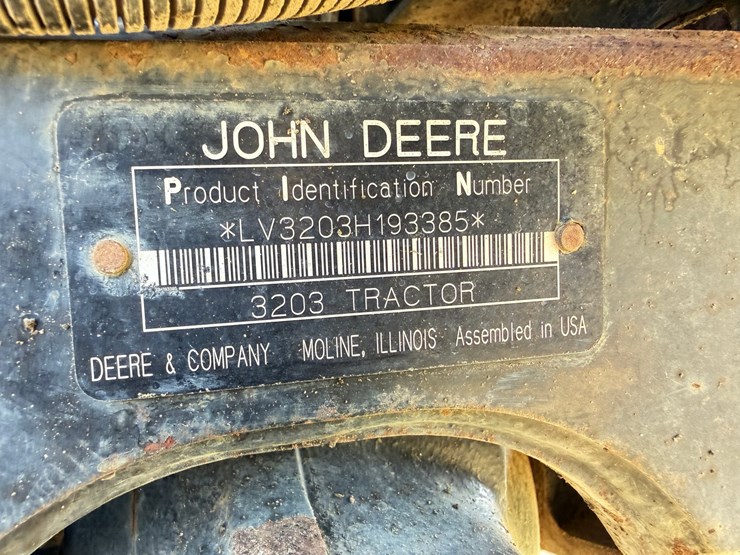 JOHN DEERE
Product Identification Number
*LV3203H193385*
3203 TRACTOR
DEERE & COMPANY MOLINE, ILLINOIS Assembled in USA